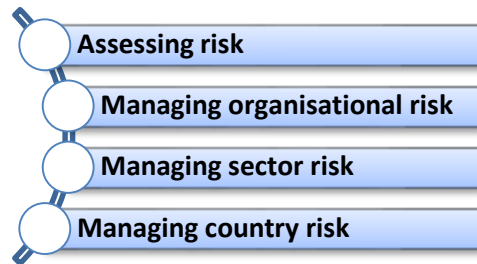 Assessing risk
Managing organisational risk
Managing sector risk
Managing country risk